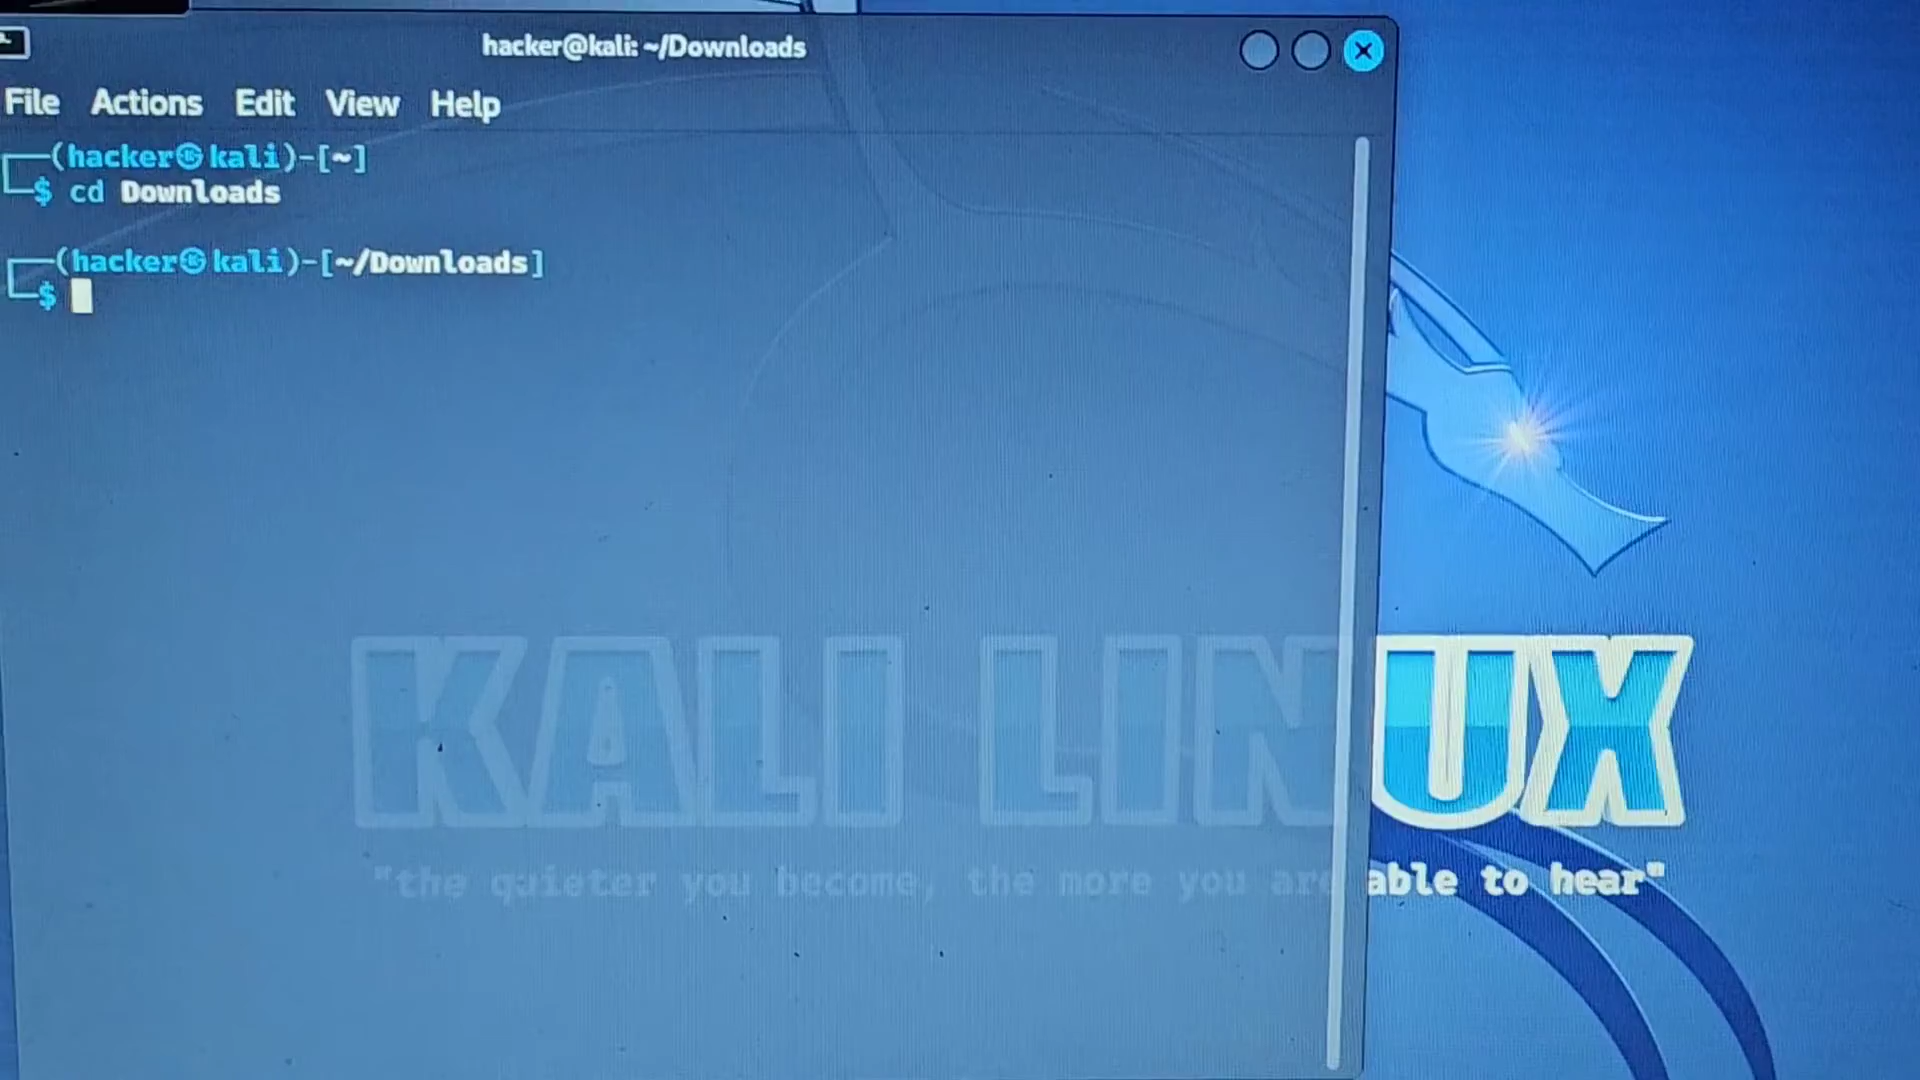 hacker@kali: ~/Downloads
File Actions Edit View Help
(hacker㉿kali)-[~]
$ cd Downloads
(hacker㉿kali)-[~/Downloads]
$
KALI LINUX
"the quieter you become, the more you are able to hear"